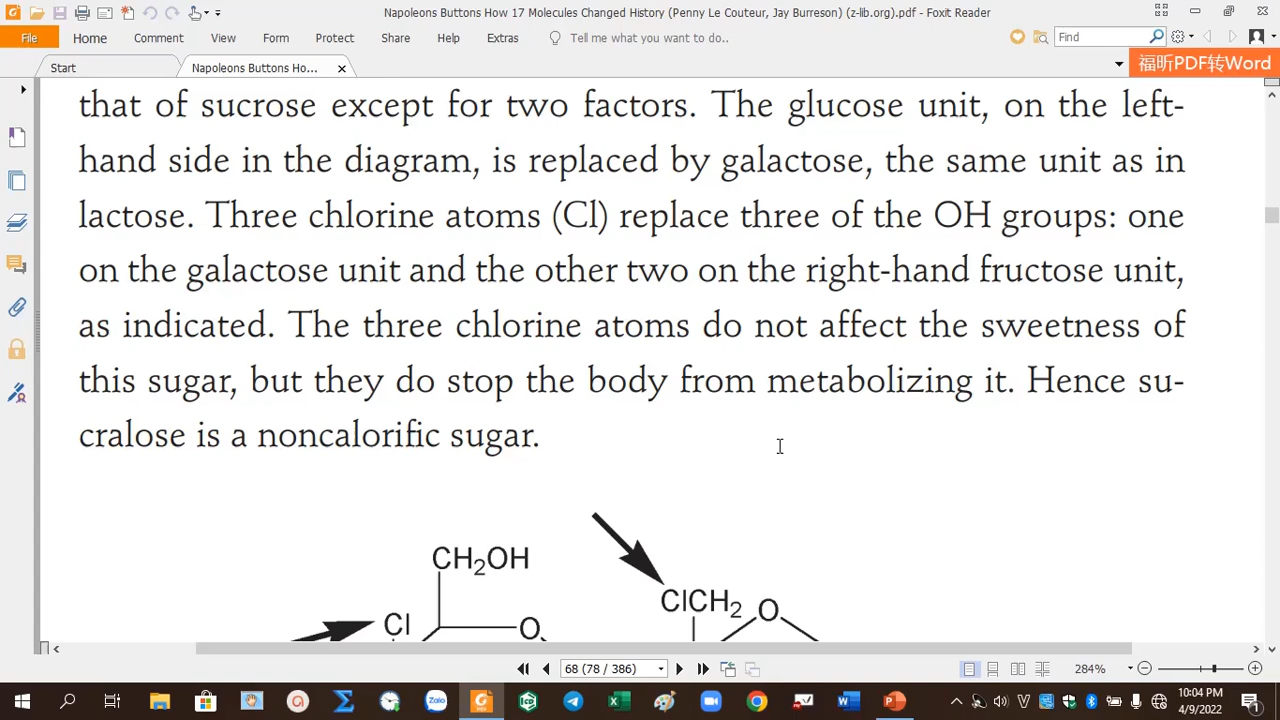 Napoleons Buttons How 17 Molecules Changed History (Penny Le Couteur, Jay Burreson) (z-lib.org).pdf - Foxit Reader
File Home Comment View Form Protect Share Help Extras Tell me what you want to do.. Find
Start Napoleons Buttons Ho... 福昕PDF转Word
that of sucrose except for two factors. The glucose unit, on the left-
hand side in the diagram, is replaced by galactose, the same unit as in
lactose. Three chlorine atoms (Cl) replace three of the OH groups: one
on the galactose unit and the other two on the right-hand fructose unit,
as indicated. The three chlorine atoms do not affect the sweetness of
this sugar, but they do stop the body from metabolizing it. Hence su-
cralose is a noncalorific sugar.
CH2OH
ClCH2 O
Cl O
68 (78 / 386) 284%
Zalo
10:04 PM
4/9/2022